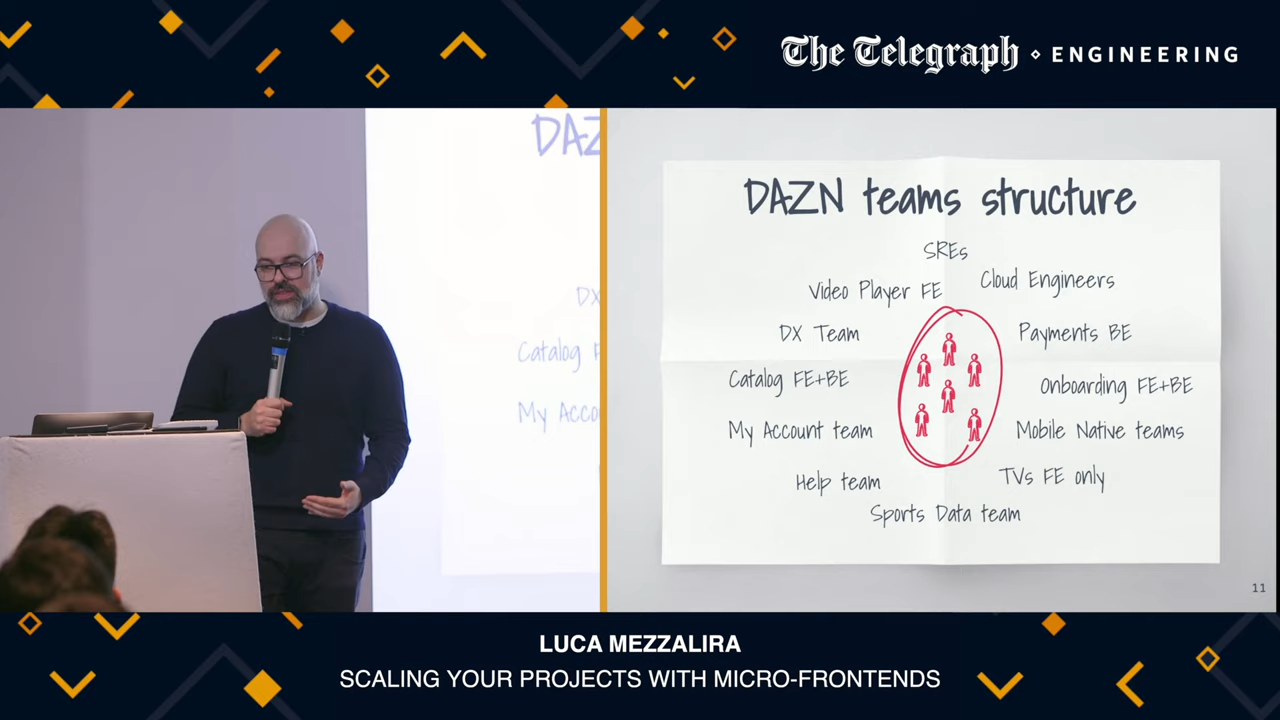 The Telegraph ENGINEERING
DAZ
DX
Catalog F
My Acco
DAZN teams structure
SREs
Video Player FE
Cloud Engineers
DX Team
Payments BE
Catalog FE+BE
Onboarding FE+BE
My Account team
Mobile Native teams
Help team
TVs FE only
Sports Data team
11
LUCA MEZZALIRA
SCALING YOUR PROJECTS WITH MICRO-FRONTENDS